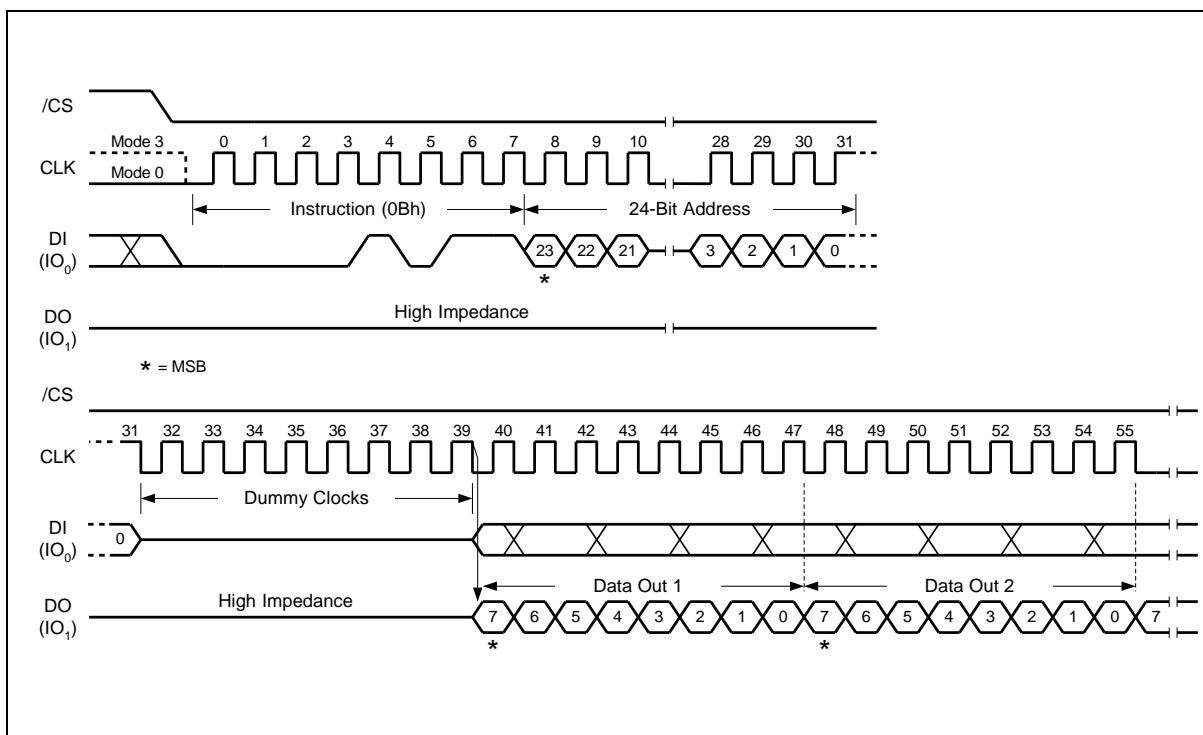 /CS
Mode 3 0 1 2 3 4 5 6 7 8 9 10 28 29 30 31
CLK
Mode 0
Instruction (0Bh) 24-Bit Address
DI
(IO0) 23 22 21 3 2 1 0
*
DO High Impedance
(IO1)
* = MSB
/CS
31 32 33 34 35 36 37 38 39 40 41 42 43 44 45 46 47 48 49 50 51 52 53 54 55
CLK
Dummy Clocks
DI
(IO0) 0
Data Out 1 Data Out 2
DO High Impedance
(IO1) 7 6 5 4 3 2 1 0 7 6 5 4 3 2 1 0 7
* *